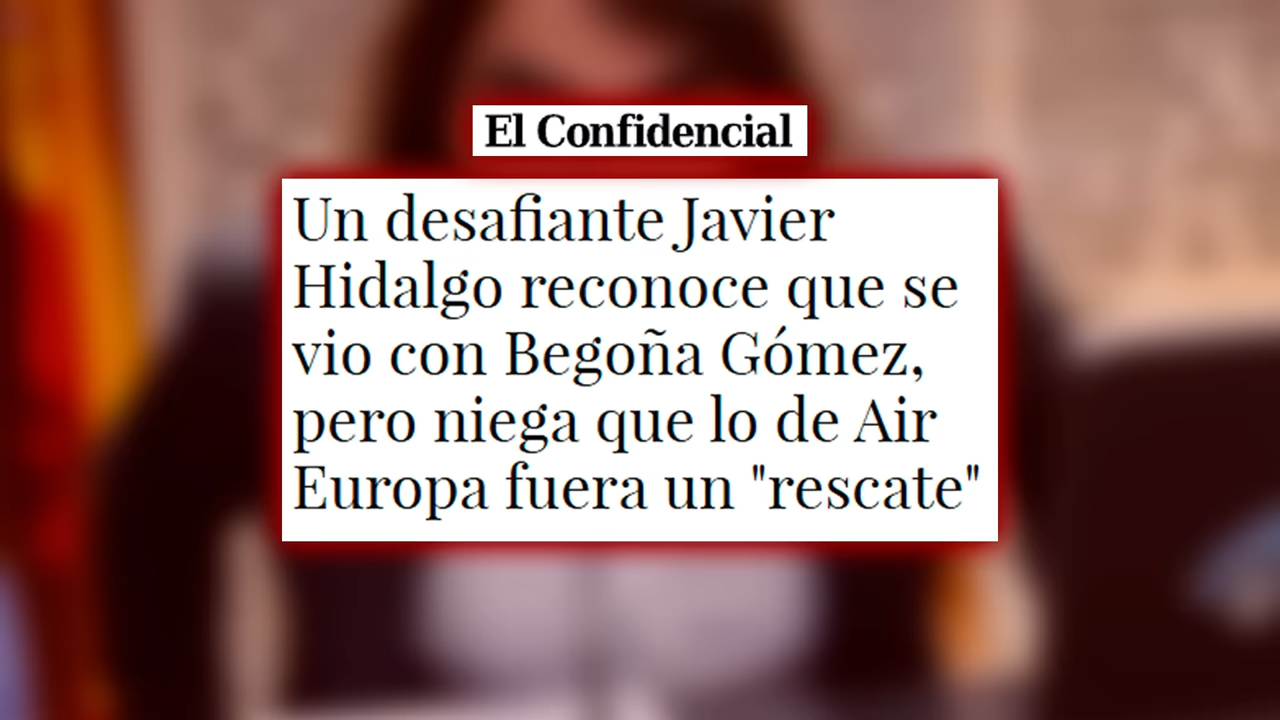 El Confidencial
Un desafiante Javier
Hidalgo reconoce que se
vio con Begoña Gómez,
pero niega que lo de Air
Europa fuera un "rescate"